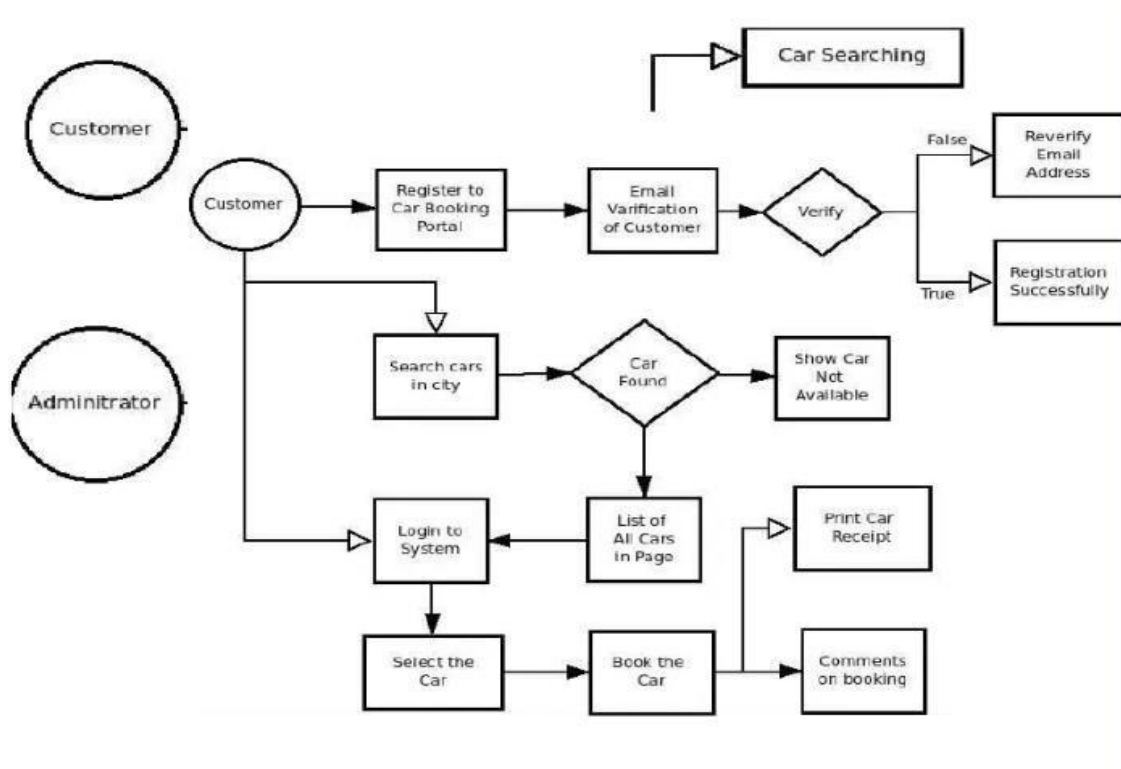 Car Searching
Customer
False
Reverify
Email
Address
Customer
Register to
Car Booking
Portal
Email
Varification
of Customer
Verify
True
Registration
Successfully
Adminitrator
Search cars
in city
Car
Found
Show Car
Not
Available
Login to
System
List of
All Cars
in Page
Print Car
Receipt
Select the
Car
Book the
Car
Comments
on booking